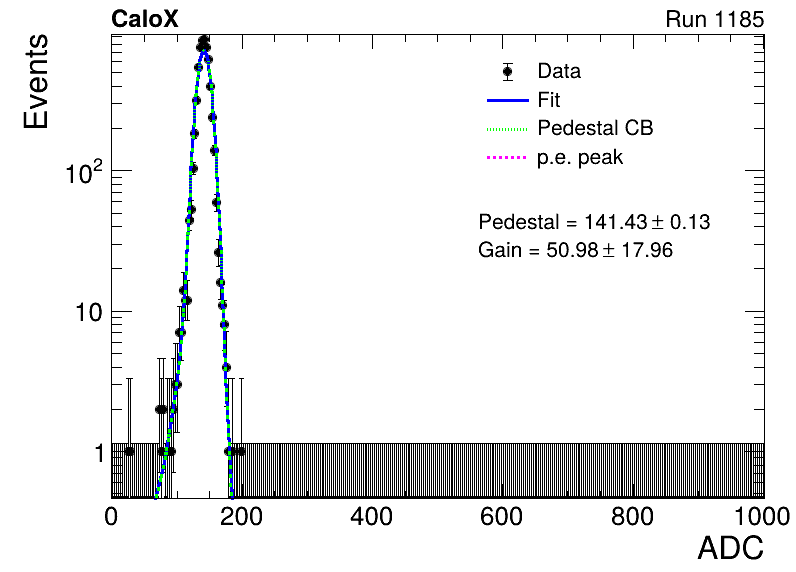 CaloX Run 1185
Events
Data
Fit
Pedestal CB
p.e. peak
Pedestal = 141.43 ± 0.13
Gain = 50.98 ± 17.96
10²
10
1
0 200 400 600 800 1000
ADC